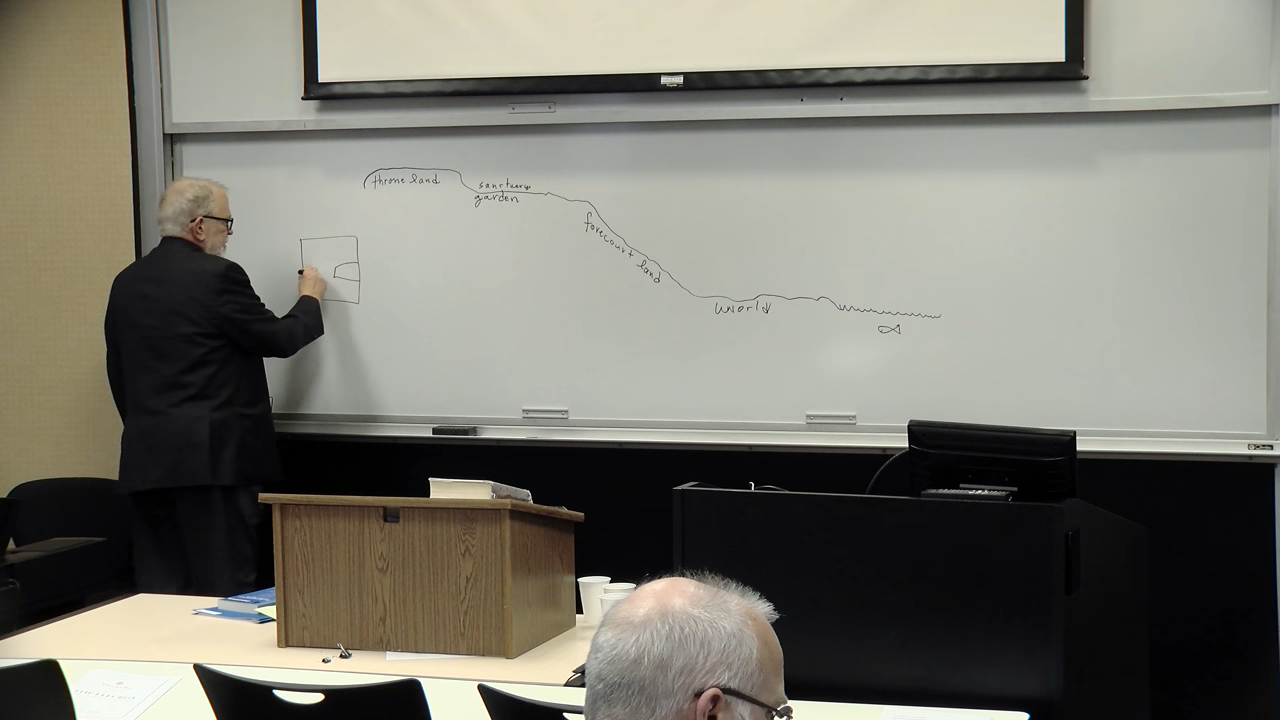 throne land
sanctuary
garden
forecourt land
world